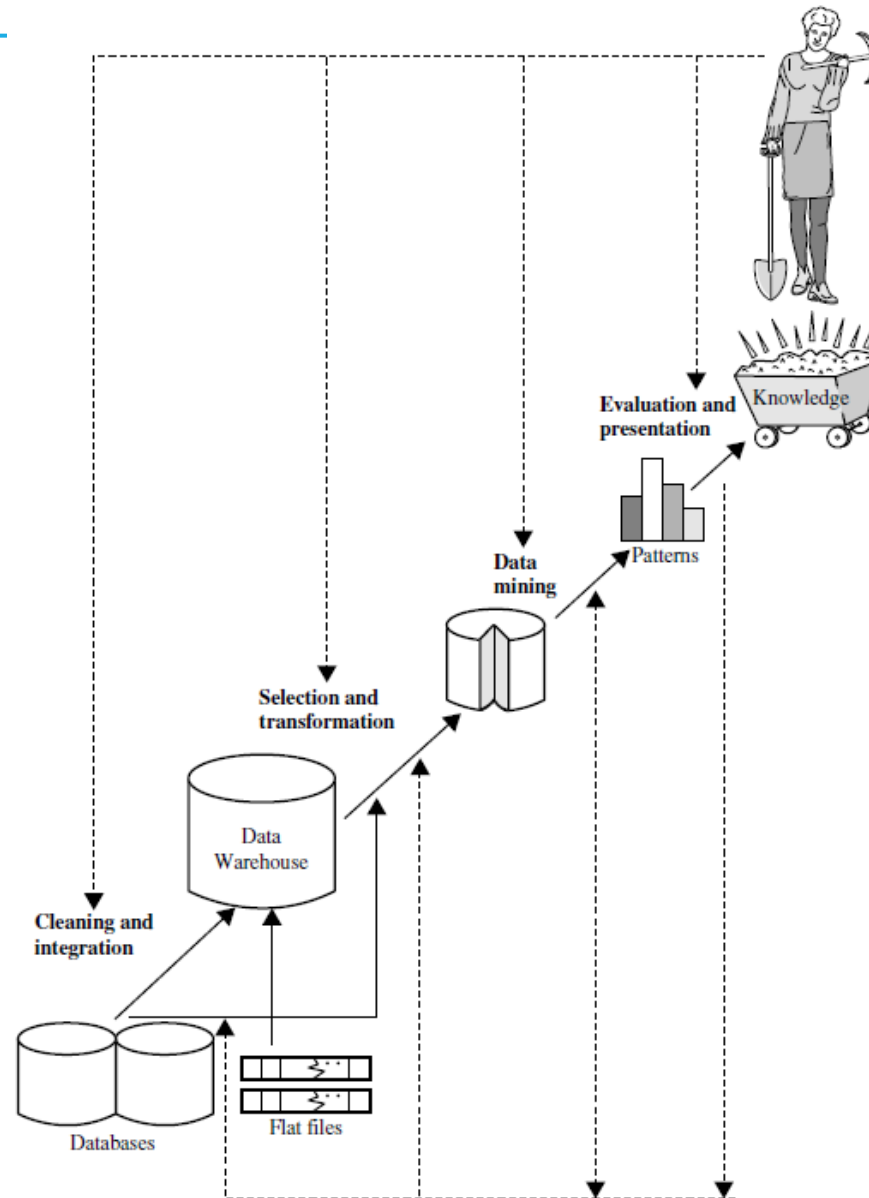 Knowledge
Evaluation and
presentation
Patterns
Data
mining
Selection and
transformation
Data
Warehouse
Cleaning and
integration
Databases
Flat files